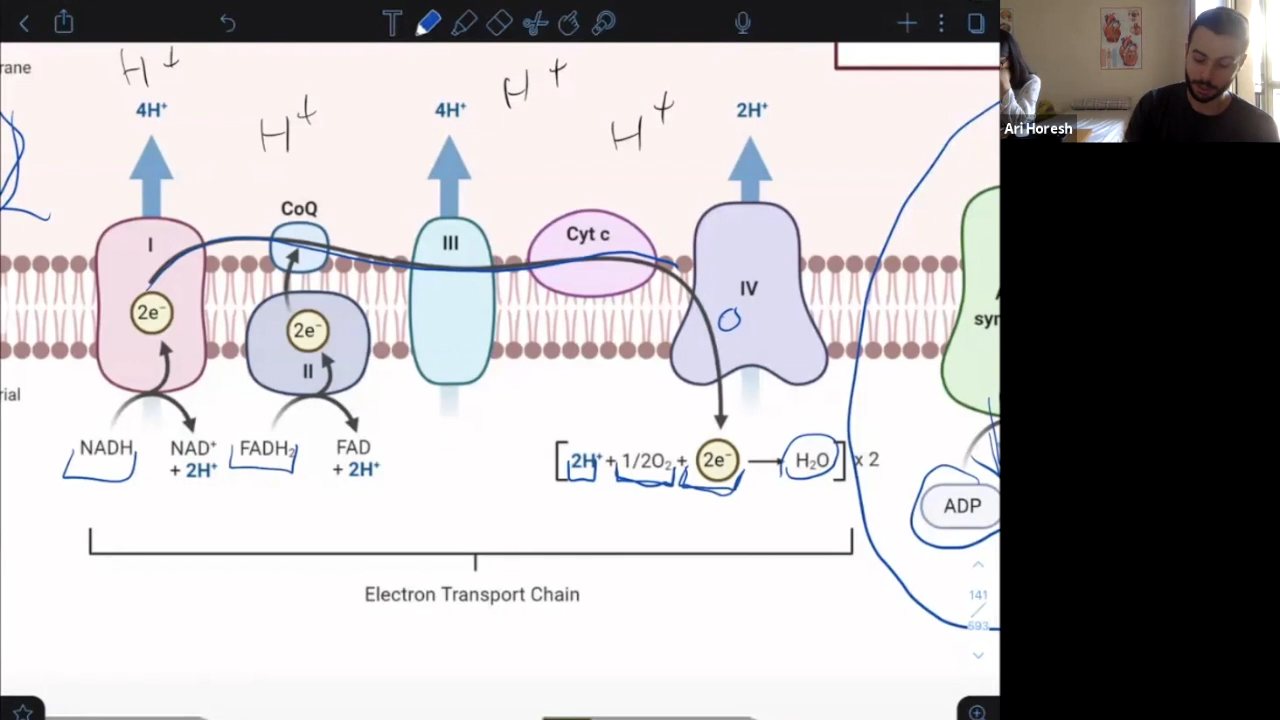 rane
H+
H+
H+
H+
4H⁺
4H⁺
2H⁺
CoQ
I
III
Cyt c
IV
2e⁻
2e⁻
II
syn
rial
NADH
NAD⁺
+ 2H⁺
FADH₂
FAD
+ 2H⁺
[2H⁺ + 1/2O₂ + 2e⁻ → H₂O] x 2
ADP
Electron Transport Chain
141
593
Ari Horesh
T